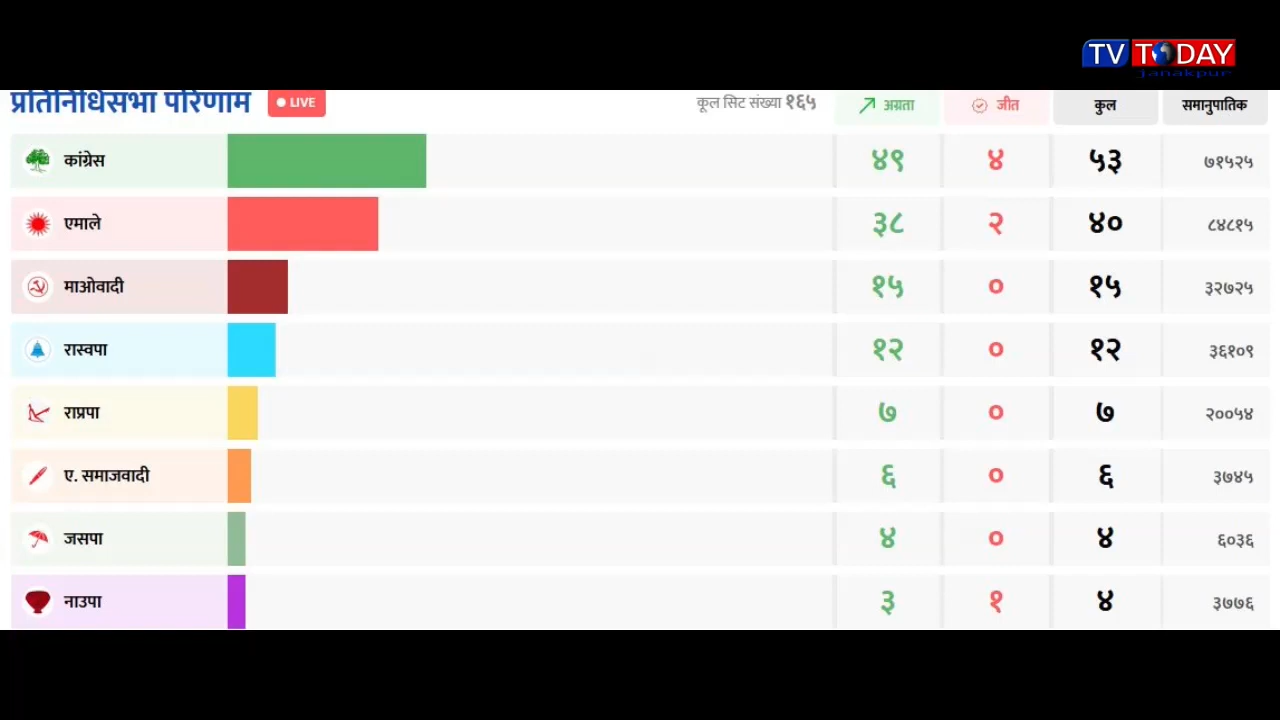 TV TODAY
Janakpur
प्रतिनिधिसभा परिणाम LIVE कूल सिट संख्या १६५ अग्रता जीत कुल समानुपातिक
कांग्रेस ४९ ४ ५३ ७१५२५
एमाले ३८ २ ४० ८४८१५
माओवादी १५ ० १५ ३२७२५
रास्वपा १२ ० १२ ३६१०९
राप्रपा ७ ० ७ २००५४
ए. समाजवादी ६ ० ६ ३७४५
जसपा ४ ० ४ ६०३६
नाउपा ३ १ ४ ३७७६